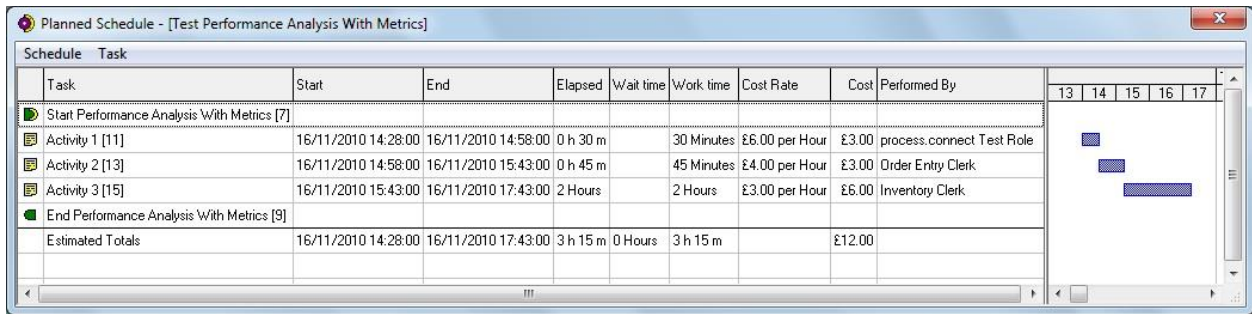 Planned Schedule - [Test Performance Analysis With Metrics]
Schedule Task
Task Start End Elapsed Wait time Work time Cost Rate Cost Performed By
13 14 15 16 17
Start Performance Analysis With Metrics [7]
Activity 1 [11] 16/11/2010 14:28:00 16/11/2010 14:58:00 0 h 30 m 30 Minutes £6.00 per Hour £3.00 process.connect Test Role
Activity 2 [13] 16/11/2010 14:58:00 16/11/2010 15:43:00 0 h 45 m 45 Minutes £4.00 per Hour £3.00 Order Entry Clerk
Activity 3 [15] 16/11/2010 15:43:00 16/11/2010 17:43:00 2 Hours 2 Hours £3.00 per Hour £6.00 Inventory Clerk
End Performance Analysis With Metrics [9]
Estimated Totals 16/11/2010 14:28:00 16/11/2010 17:43:00 3 h 15 m 0 Hours 3 h 15 m £12.00